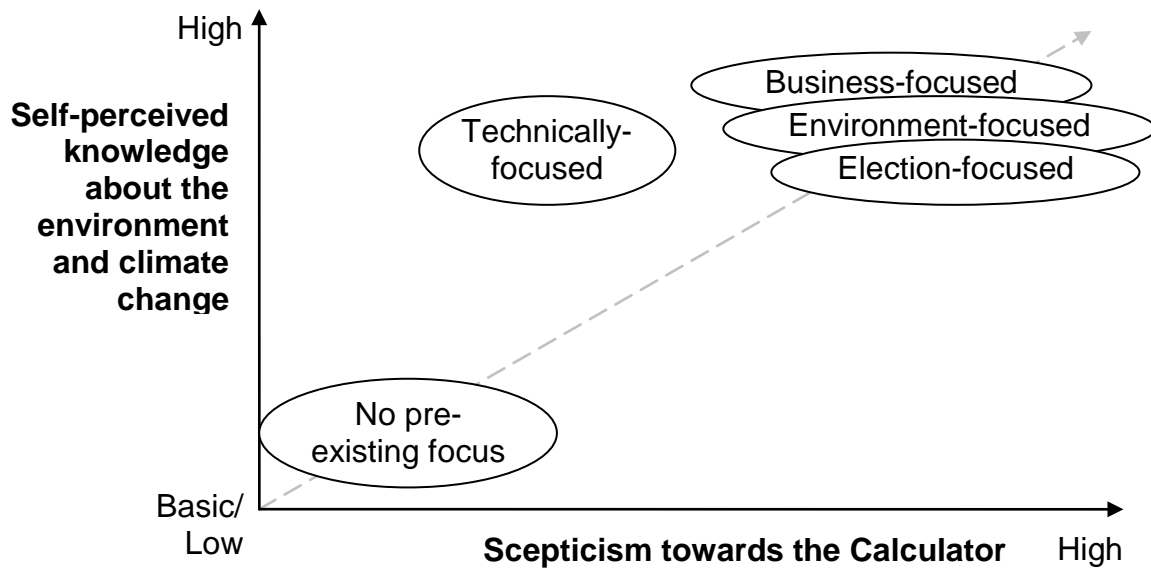 High
Self-perceived
knowledge
about the
environment
and climate
change
Business-focused
Environment-focused
Election-focused
Technically-
focused
No pre-
existing focus
Basic/
Low
Scepticism towards the Calculator
High